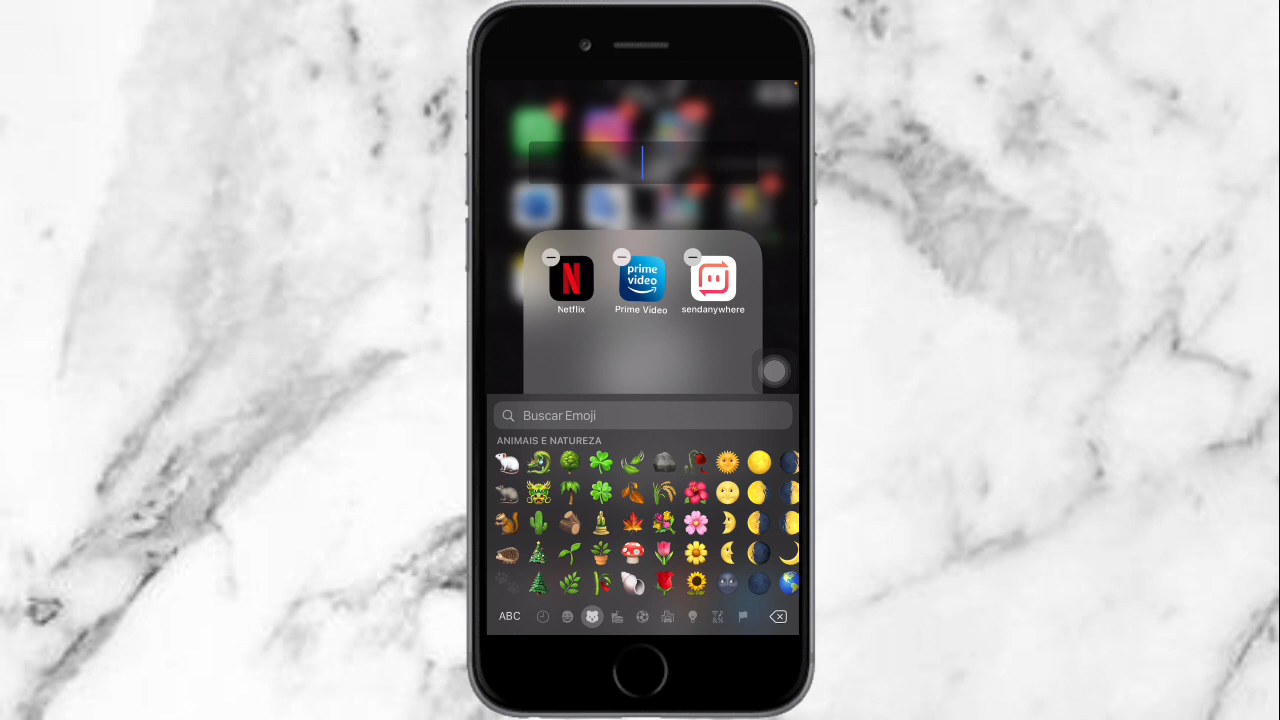 N
prime
video
Netflix
Prime Video
sendanywhere
Buscar Emoji
ANIMAIS E NATUREZA
ABC